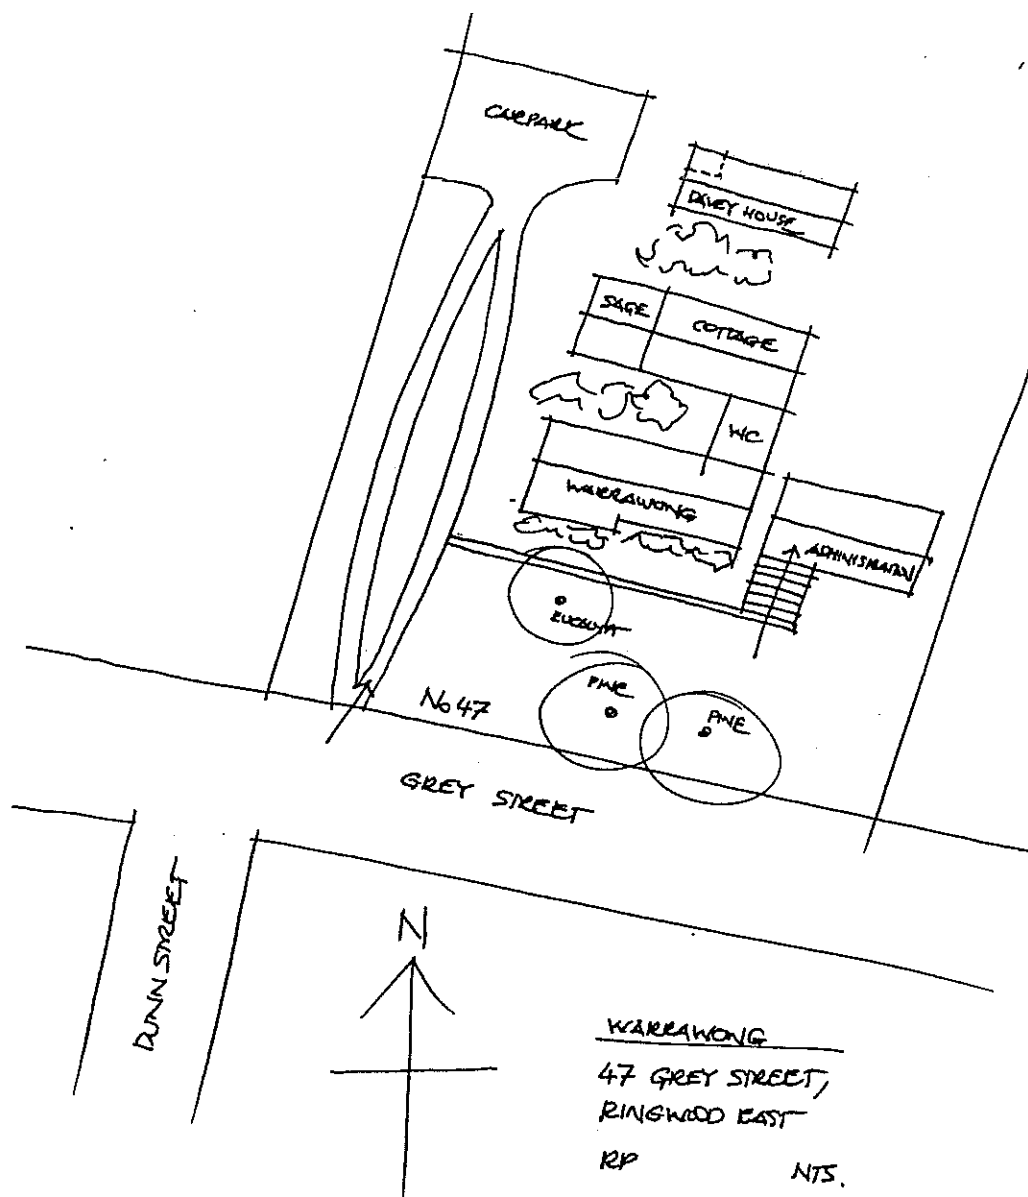 CARPARK
DAVEY HOUSE
SAGE
COTTAGE
WC
WARRAWONG
ADMINISTRATION
EUCALYPT
PINE
PINE
No 47
GREY STREET
DUNN STREET
N
WARRAWONG
47 GREY STREET,
RINGWOOD EAST
RP NTS.